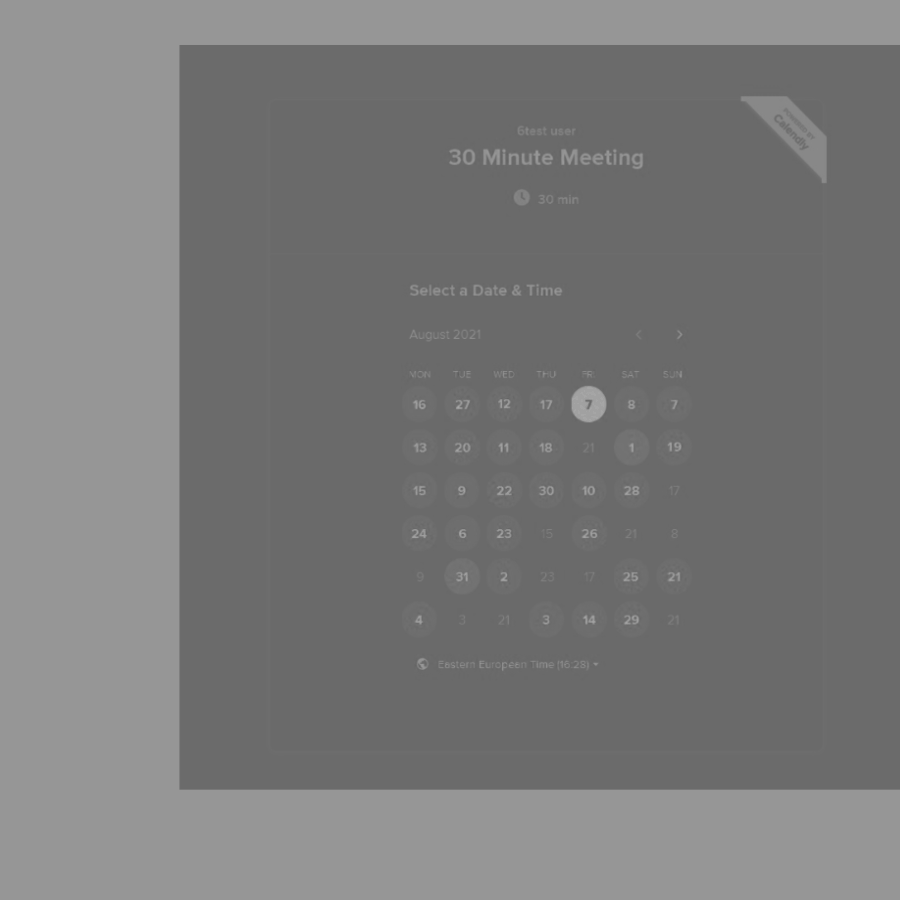 POWERED BY
Calendly
6test user
30 Minute Meeting
30 min
Select a Date & Time
August 2021
MON TUE WED THU FRI SAT SUN
16 27 12 17 7 8 7
13 20 11 18 21 1 19
15 9 22 30 10 28 17
24 6 23 15 26 21 8
9 31 2 23 17 25 21
4 3 21 3 14 29 21
Eastern European Time (16:28)